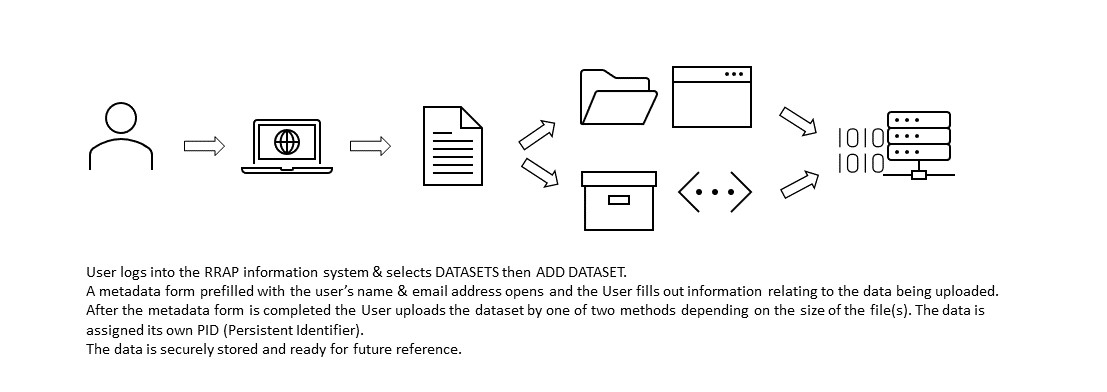 IOIO
IOIO
User logs into the RRAP information system & selects DATASETS then ADD DATASET.
A metadata form prefilled with the user's name & email address opens and the User fills out information relating to the data being uploaded.
After the metadata form is completed the User uploads the dataset by one of two methods depending on the size of the file(s). The data is
assigned its own PID (Persistent Identifier).
The data is securely stored and ready for future reference.